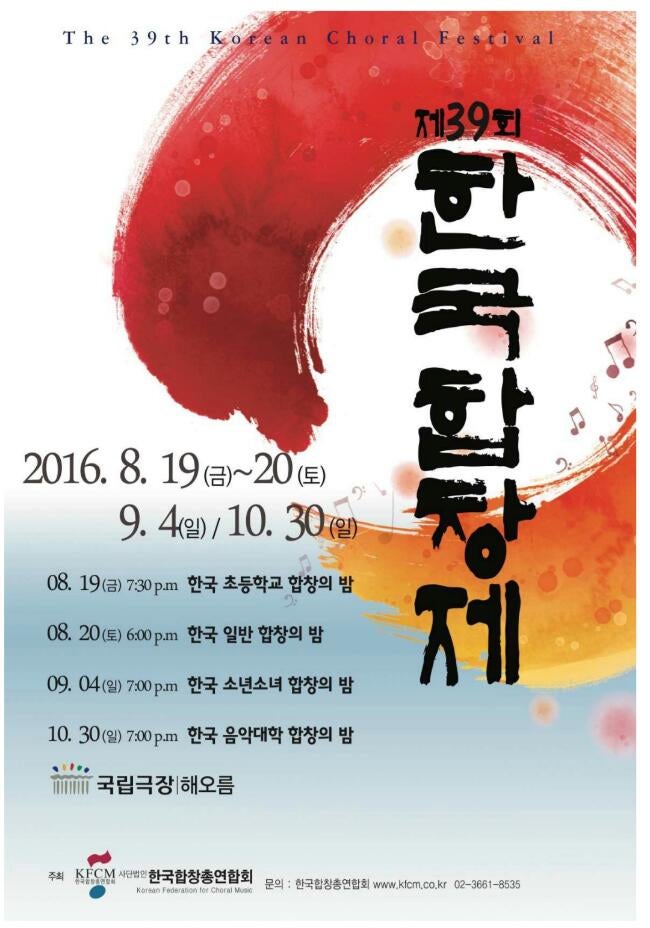 The 39th Korean Choral Festival
제39회
한국합창제
2016. 8. 19(금)~20(토)
9. 4(일) / 10. 30(일)
08. 19(금) 7:30 p.m 한국 초등학교 합창의 밤
08. 20(토) 6:00 p.m 한국 일반 합창의 밤
09. 04(일) 7:00 p.m 한국 소년소녀 합창의 밤
10. 30(일) 7:00 p.m 한국 음악대학 합창의 밤
국립극장|해오름
주최 KFCM 한국합창총연합회 사단법인 한국합창총연합회
Korean Federation for Choral Music
문의 : 한국합창총연합회 www.kfcm.co.kr 02-3661-8535